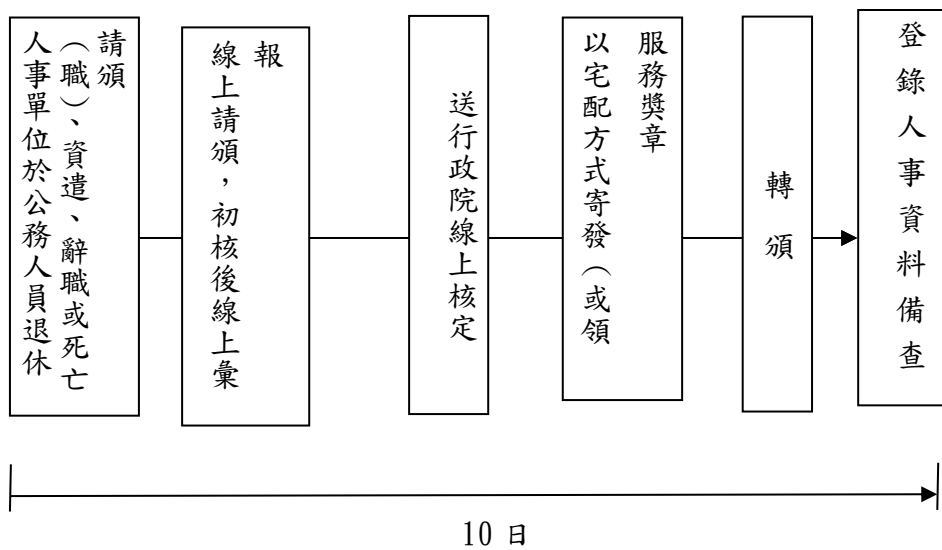 人事單位於公務人員退休
（職）、資遣、辭職或死亡
請頒
線上請頒，初核後線上彙
報
送行政院線上核定
以宅配方式寄發（或領
服務獎章
轉頒
登錄人事資料備查
10 日